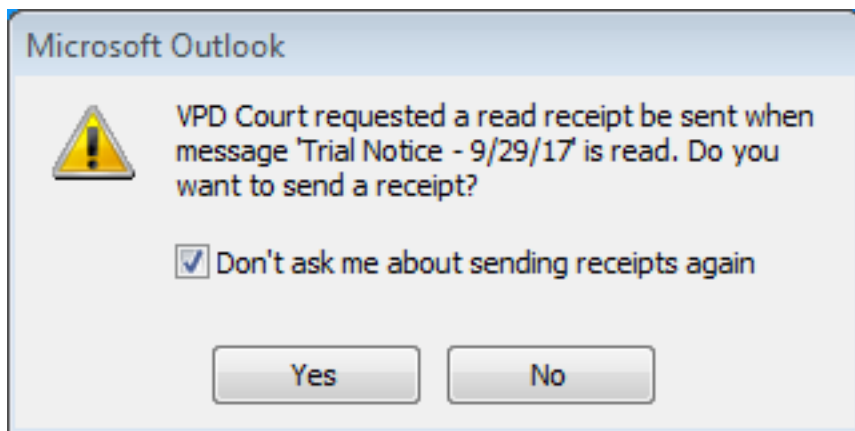 Microsoft Outlook
VPD Court requested a read receipt be sent when
message 'Trial Notice - 9/29/17' is read. Do you
want to send a receipt?
Don't ask me about sending receipts again
Yes
No